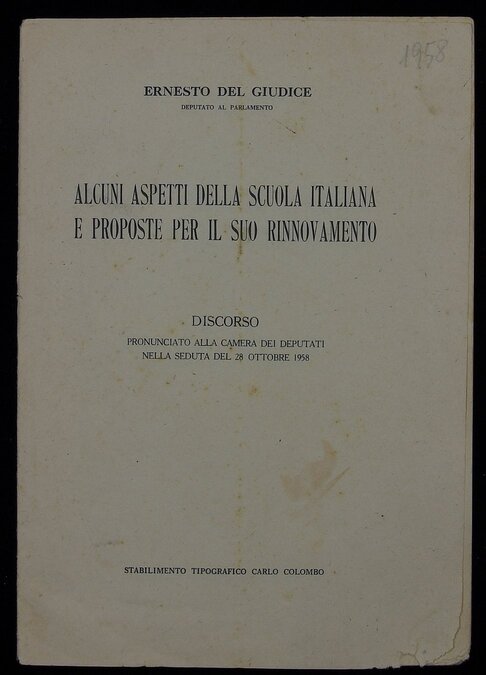 1958
ERNESTO DEL GIUDICE
DEPUTATO AL PARLAMENTO
ALCUNI ASPETTI DELLA SCUOLA ITALIANA
E PROPOSTE PER IL SUO RINNOVAMENTO
DISCORSO
PRONUNCIATO ALLA CAMERA DEI DEPUTATI
NELLA SEDUTA DEL 28 OTTOBRE 1958
STABILIMENTO TIPOGRAFICO CARLO COLOMBO